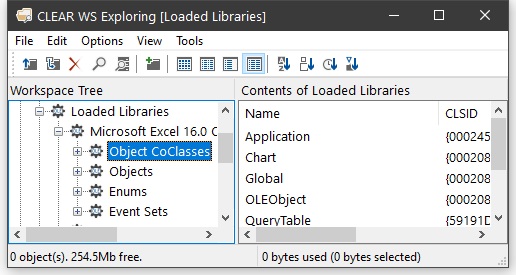 CLEAR WS Exploring [Loaded Libraries]
File Options Edit View Tools
Workspace Tree
Loaded Libraries
Microsoft Excel 16.0 O
Object CoClasses
Objects
Enums
Event Sets
Contents of Loaded Libraries
Name CLSID
Application {000245
Chart {000208
Global {000208
OLEObject {000208
QueryTable {59191D
0 object(s). 254.5Mb free. 0 bytes used (0 bytes selected)